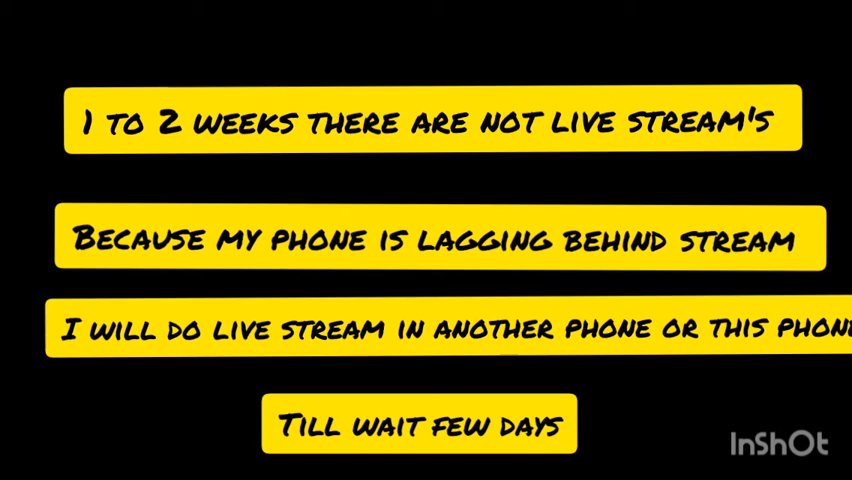 1 to 2 weeks there are not live stream's
Because my phone is lagging behind stream
I will do live stream in another phone or this phone
Till wait few days
InShOt